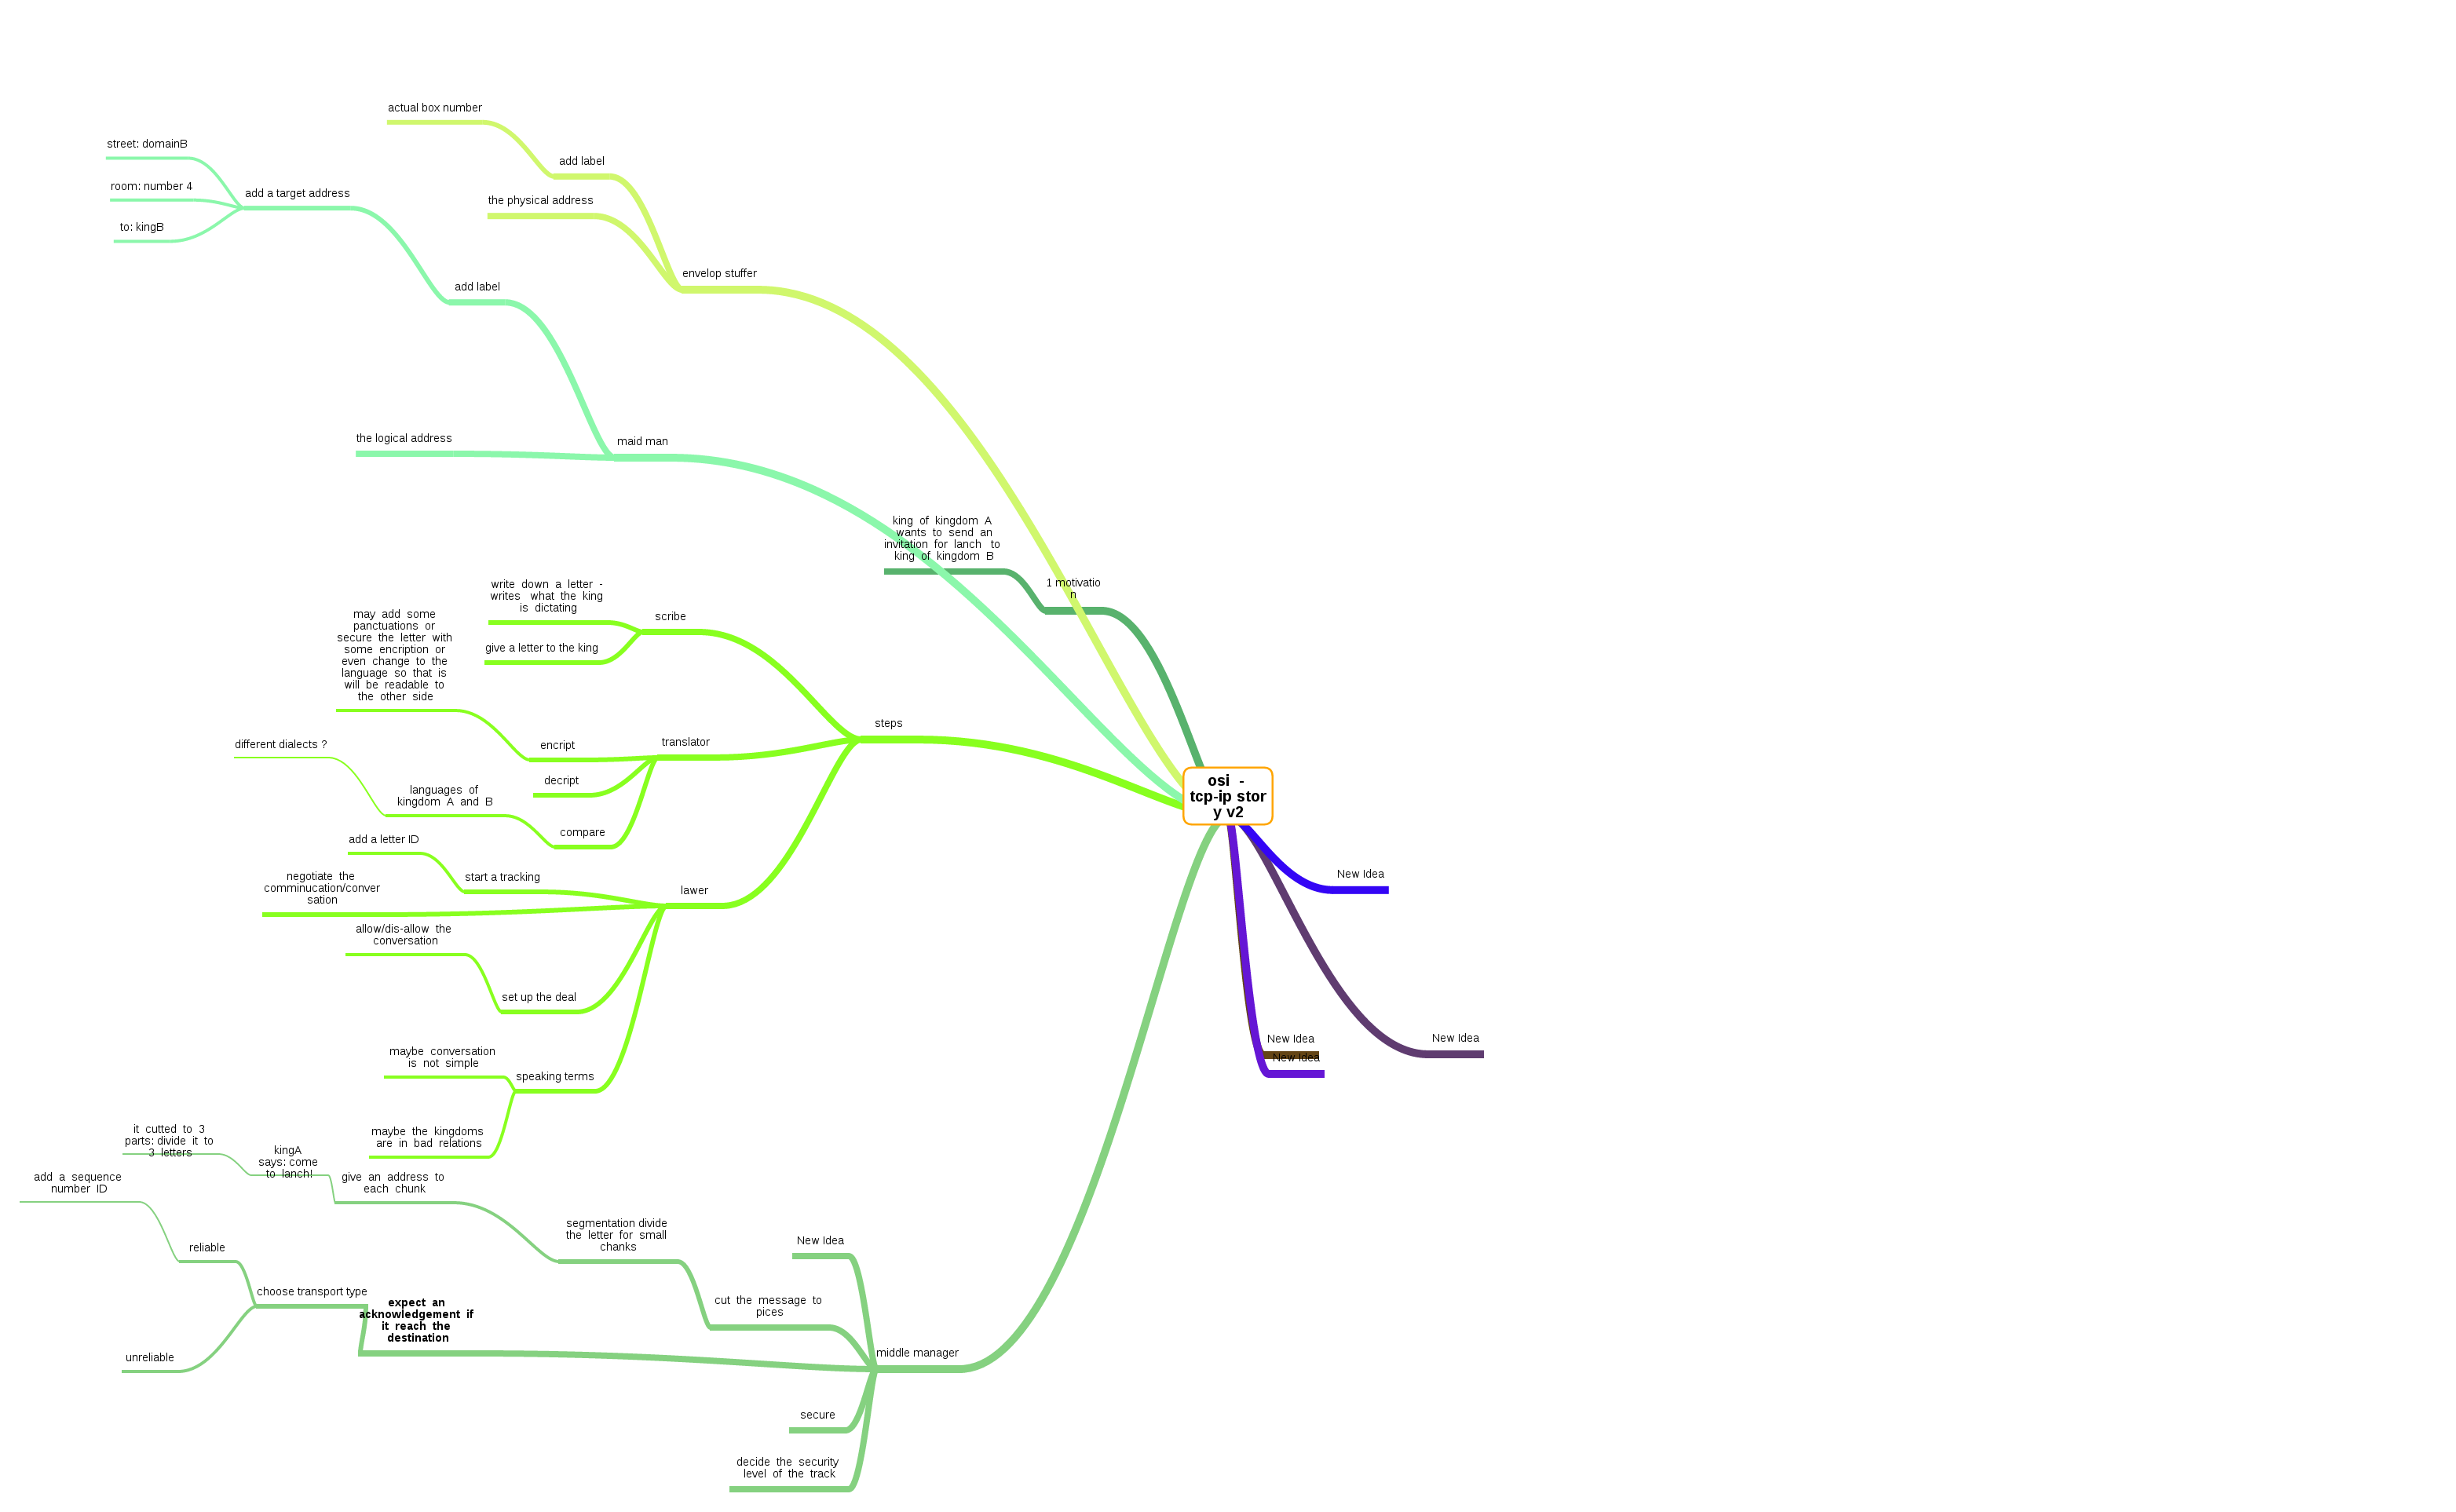 actual box number
street: domainB
add label
room: number 4
add a target address
the physical address
to: kingB
envelop stuffer
add label
the logical address
maid man
king of kingdom A
wants to send an
invitation for lanch to
king of kingdom B
1 motivatio
n
write down a letter -
writes what the king
is dictating
scribe
may add some
panctuations or
secure the letter with
some encription or
even change to the
language so that is
will be readable to
the other side
give a letter to the king
steps
different dialects ?
encript
translator
decript
osi -
tcp-ip stor
y v2
languages of
kingdom A and B
compare
add a letter ID
negotiate the
comminucation/conver
sation
start a tracking
lawer
New Idea
allow/dis-allow the
conversation
set up the deal
maybe conversation
is not simple
speaking terms
New Idea
New Idea
New Idea
maybe the kingdoms
are in bad relations
it cutted to 3
parts: divide it to
3 letters
kingA
says: come
to lanch!
add a sequence
number ID
give an address to
each chunk
segmentation divide
the letter for small
chanks
New Idea
reliable
choose transport type
expect an
acknowledgement if
it reach the
destination
cut the message to
pices
unreliable
middle manager
secure
decide the security
level of the track